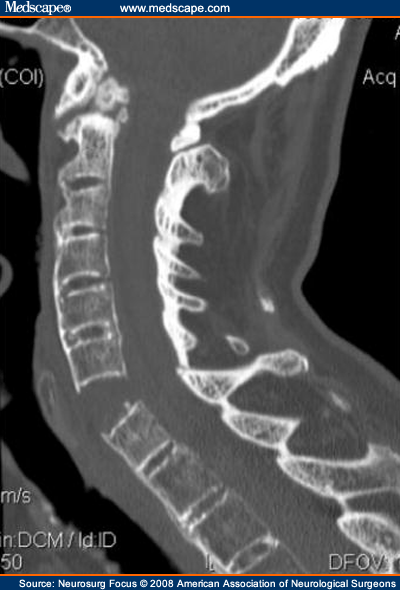 Medscape® www.medscape.com
(COI)
A
Acq
m/s
in:DCM / Id:ID
50
DFOV
Source: Neurosurg Focus © 2008 American Association of Neurological Surgeons